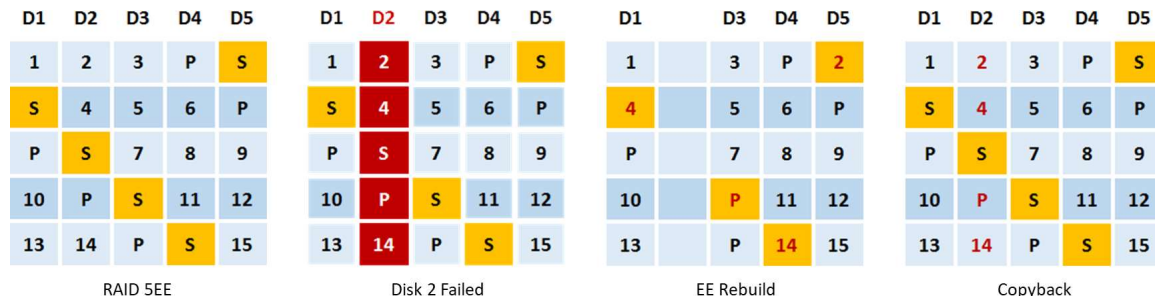 D1 D2 D3 D4 D5 D1 D2 D3 D4 D5 D1 D3 D4 D5 D1 D2 D3 D4 D5
1 2 3 P S 1 2 3 P S 1 3 P 2 1 2 3 P S
S 4 5 6 P S 4 5 6 P 4 5 6 P S 4 5 6 P
P S 7 8 9 P S 7 8 9 P 7 8 9 P S 7 8 9
10 P S 11 12 10 P S 11 12 10 P 11 12 10 P S 11 12
13 14 P S 15 13 14 P S 15 13 P 14 15 13 14 P S 15
RAID 5EE Disk 2 Failed EE Rebuild Copyback